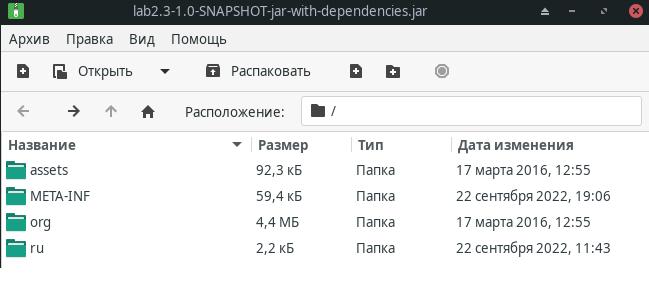 lab2.3-1.0-SNAPSHOT-jar-with-dependencies.jar
Архив Правка Вид Помощь
Открыть Распаковать
Расположение: /
Название Размер Тип Дата изменения
assets 92,3 кБ Папка 17 марта 2016, 12:55
META-INF 59,4 кБ Папка 22 сентября 2022, 19:06
org 4,4 МБ Папка 17 марта 2016, 12:55
ru 2,2 кБ Папка 22 сентября 2022, 11:43